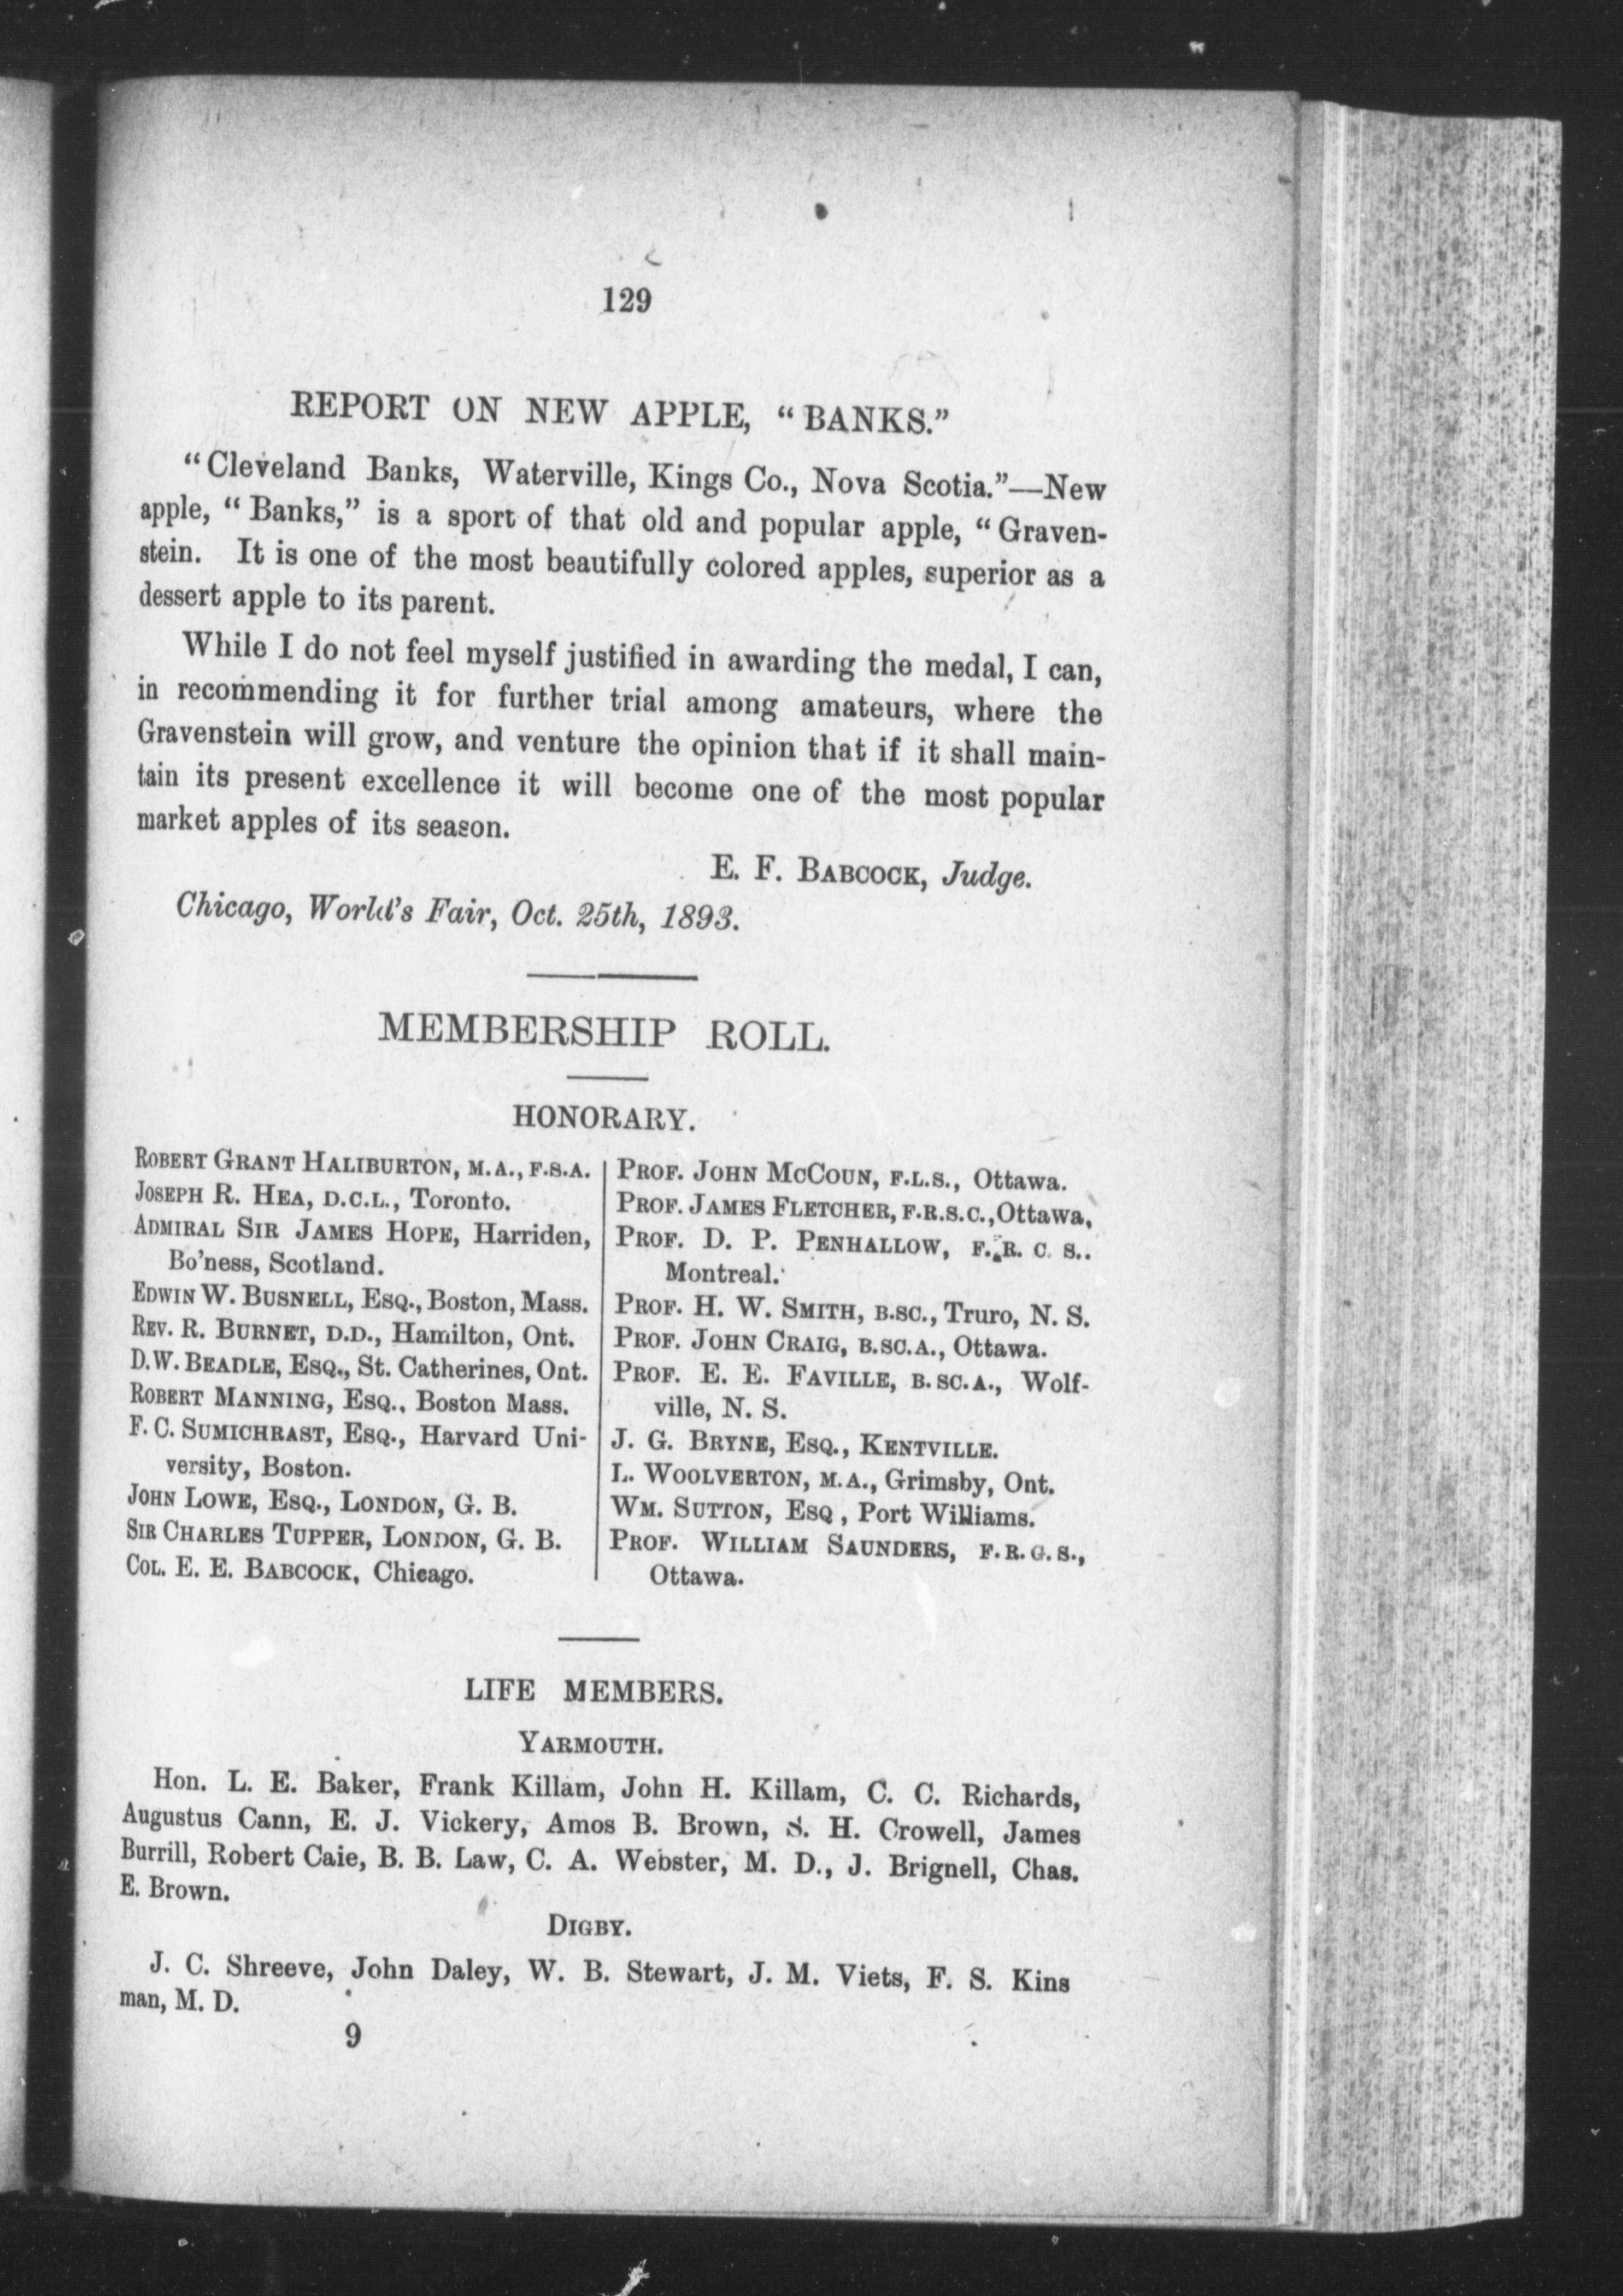 129
REPORT ON NEW APPLE, "BANKS."
"Cleveland Banks, Waterville, Kings Co., Nova Scotia."—New
apple, "Banks," is a sport of that old and popular apple, "Graven-
stein. It is one of the most beautifully colored apples, superior as a
dessert apple to its parent.
While I do not feel myself justified in awarding the medal, I can,
in recommending it for further trial among amateurs, where the
Gravenstein will grow, and venture the opinion that if it shall main-
tain its present excellence it will become one of the most popular
market apples of its season.
E. F. BABCOCK, Judge.
Chicago, World's Fair, Oct. 25th, 1893.
MEMBERSHIP ROLL.
HONORARY.
ROBERT GRANT HALIBURTON, M.A., F.S.A.
JOSEPH R. HEA, D.C.L., Toronto.
ADMIRAL SIR JAMES HOPE, Harriden,
Bo'ness, Scotland.
EDWIN W. BUSNELL, ESQ., Boston, Mass.
REV. R. BURNET, D.D., Hamilton, Ont.
D.W. BEADLE, ESQ., St. Catherines, Ont.
ROBERT MANNING, ESQ., Boston Mass.
F. C. SUMICHRAST, ESQ., Harvard Uni-
versity, Boston.
JOHN LOWE, ESQ., LONDON, G. B.
SIR CHARLES TUPPER, LONDON, G. B.
COL. E. E. BABCOCK, Chicago.
PROF. JOHN MCCOUN, F.L.S., Ottawa.
PROF. JAMES FLETCHER, F.R.S.C., Ottawa,
PROF. D. P. PENHALLOW, F. R. C. S..
Montreal.
PROF. H. W. SMITH, B.SC., Truro, N. S.
PROF. JOHN CRAIG, B.SC.A., Ottawa.
PROF. E. E. FAVILLE, B.SC.A., Wolf-
ville, N. S.
J. G. BRYNE, ESQ., KENTVILLE.
L. WOOLVERTON, M.A., Grimsby, Ont.
WM. SUTTON, ESQ, Port Williams.
PROF. WILLIAM SAUNDERS, F.R.G.S.,
Ottawa.
LIFE MEMBERS.
YARMOUTH.
Hon. L. E. Baker, Frank Killam, John H. Killam, C. C. Richards,
Augustus Cann, E. J. Vickery, Amos B. Brown, S. H. Crowell, James
Burrill, Robert Caie, B. B. Law, C. A. Webster, M. D., J. Brignell, Chas.
E. Brown.
DIGBY.
J. C. Shreeve, John Daley, W. B. Stewart, J. M. Viets, F. S. Kins
man, M. D.
9